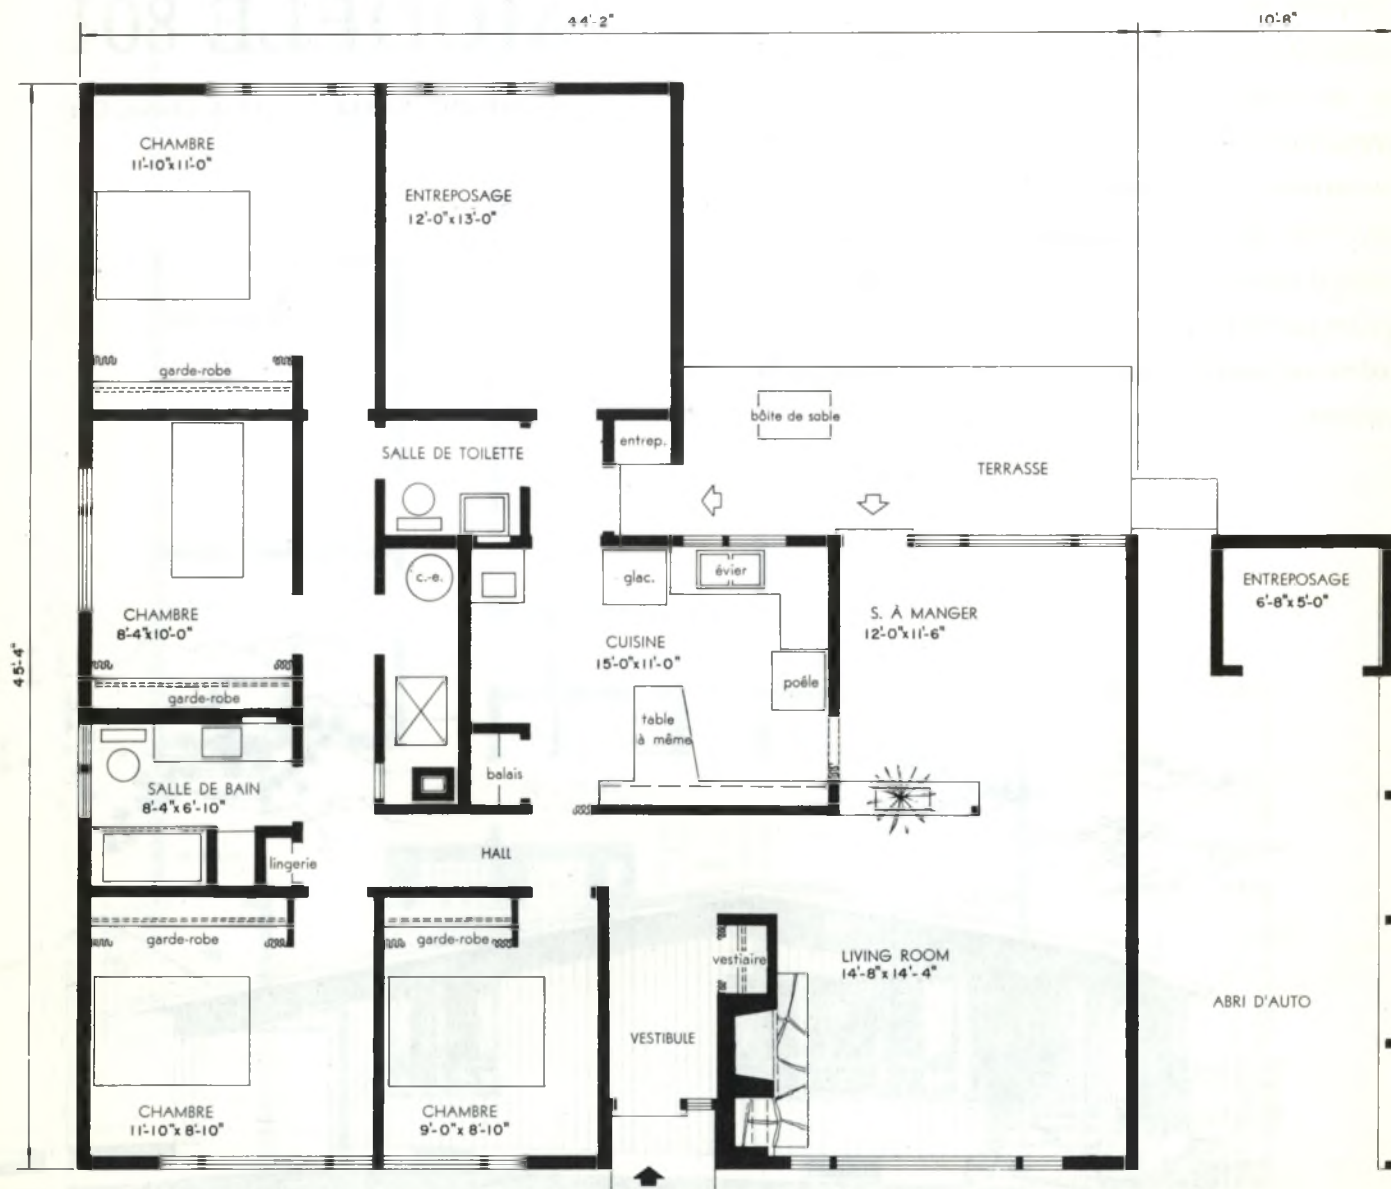 44'-2"
10'-8"
CHAMBRE
11'-10"x11'-0"
ENTREPOSAGE
12'-0"x13'-0"
garde-robe
bôite de sable
SALLE DE TOILETTE
entrep.
TERRASSE
c.-e.
glac.
évier
ENTREPOSAGE
6'-8"x5'-0"
CHAMBRE
8'-4"x10'-0"
S. À MANGER
12'-0"x11'-6"
CUISINE
15'-0"x11'-0"
45'-4"
poêle
garde-robe
table
à même
balais
SALLE DE BAIN
8'-4"x6'-10"
HALL
lingerie
garde-robe
garde-robe
vestiaire
LIVING ROOM
14'-8"x14'-4"
ABRI D'AUTO
VESTIBULE
CHAMBRE
11'-10"x8'-10"
CHAMBRE
9'-0"x8'-10"